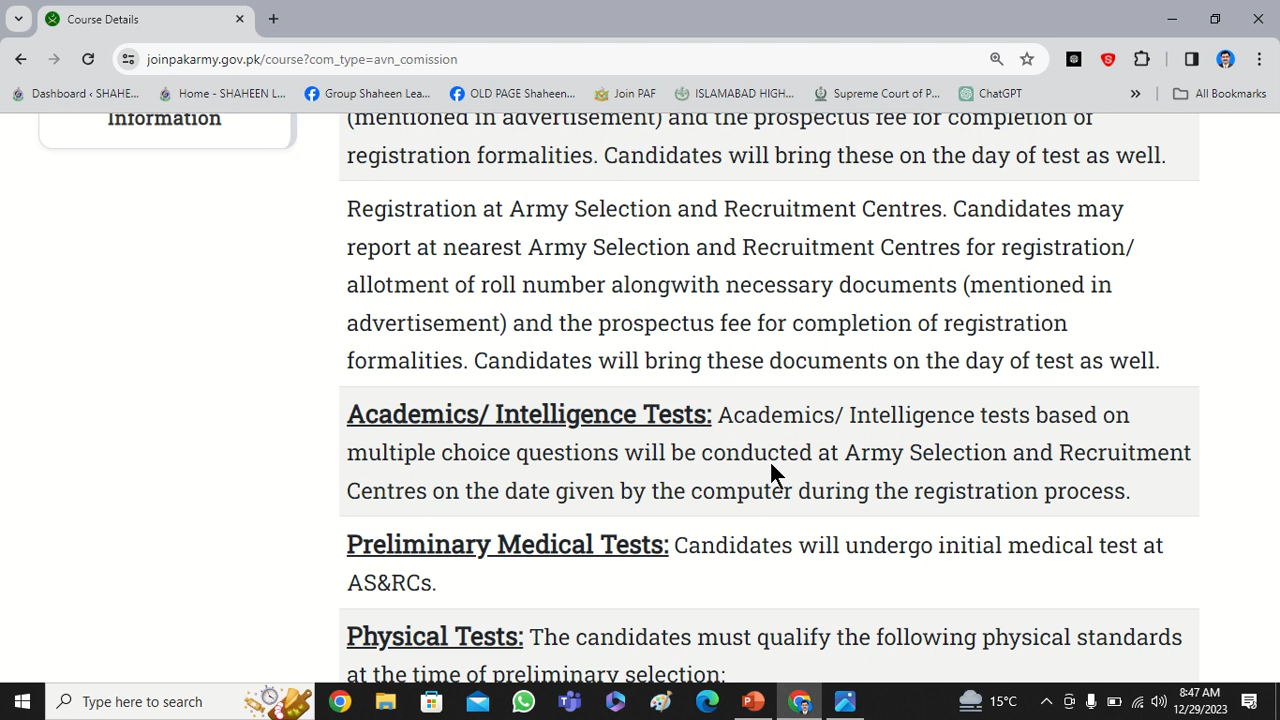 Course Details
joinpakarmy.gov.pk/course?com_type=avn_comission
Dashboard ‹ SHAHE...
Home - SHAHEEN L...
Group Shaheen Lea...
OLD PAGE Shaheen...
Join PAF
ISLAMABAD HIGH...
Supreme Court of P...
ChatGPT
All Bookmarks
Information
(mentioned in advertisement) and the prospectus fee for completion of
registration formalities. Candidates will bring these on the day of test as well.
Registration at Army Selection and Recruitment Centres. Candidates may
report at nearest Army Selection and Recruitment Centres for registration/
allotment of roll number alongwith necessary documents (mentioned in
advertisement) and the prospectus fee for completion of registration
formalities. Candidates will bring these documents on the day of test as well.
Academics/ Intelligence Tests: Academics/ Intelligence tests based on
multiple choice questions will be conducted at Army Selection and Recruitment
Centres on the date given by the computer during the registration process.
Preliminary Medical Tests: Candidates will undergo initial medical test at
AS&RCs.
Physical Tests: The candidates must qualify the following physical standards
at the time of preliminary selection:
Type here to search
15°C
8:47 AM
12/29/2023